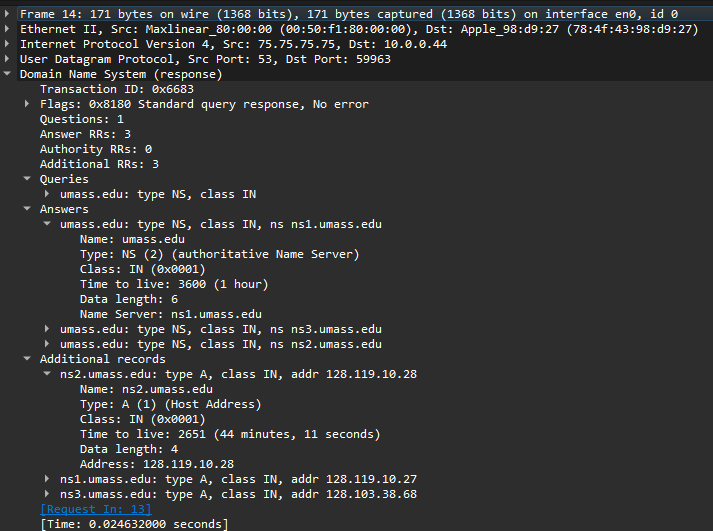 Frame 14: 171 bytes on wire (1368 bits), 171 bytes captured (1368 bits) on interface en0, id 0
Ethernet II, Src: Maxlinear_80:00:00 (00:50:f1:80:00:00), Dst: Apple_98:d9:27 (78:4f:43:98:d9:27)
Internet Protocol Version 4, Src: 75.75.75.75, Dst: 10.0.0.44
User Datagram Protocol, Src Port: 53, Dst Port: 59963
Domain Name System (response)
Transaction ID: 0x6683
Flags: 0x8180 Standard query response, No error
Questions: 1
Answer RRs: 3
Authority RRs: 0
Additional RRs: 3
Queries
umass.edu: type NS, class IN
Answers
umass.edu: type NS, class IN, ns ns1.umass.edu
Name: umass.edu
Type: NS (2) (authoritative Name Server)
Class: IN (0x0001)
Time to live: 3600 (1 hour)
Data length: 6
Name Server: ns1.umass.edu
umass.edu: type NS, class IN, ns ns3.umass.edu
umass.edu: type NS, class IN, ns ns2.umass.edu
Additional records
ns2.umass.edu: type A, class IN, addr 128.119.10.28
Name: ns2.umass.edu
Type: A (1) (Host Address)
Class: IN (0x0001)
Time to live: 2651 (44 minutes, 11 seconds)
Data length: 4
Address: 128.119.10.28
ns1.umass.edu: type A, class IN, addr 128.119.10.27
ns3.umass.edu: type A, class IN, addr 128.103.38.68
[Request In: 13]
[Time: 0.024632000 seconds]